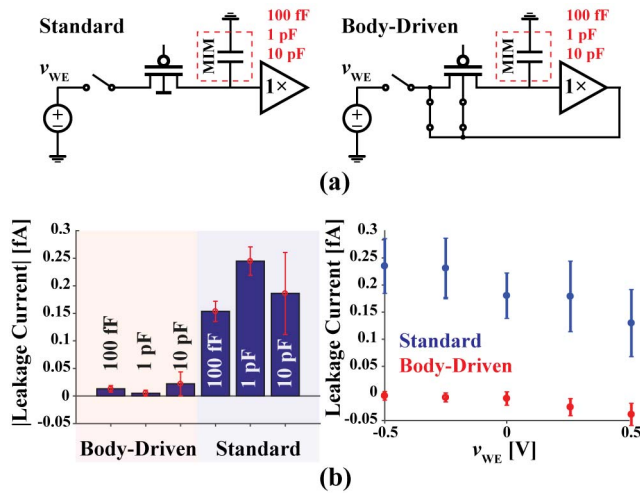 Standard
100 fF
1 pF
10 pF
MIM
vWE
1×
Body-Driven
100 fF
1 pF
10 pF
MIM
vWE
1×
(a)
|Leakage Current| [fA]
0.3
0.25
0.2
0.15
0.1
0.05
0
-0.05
100 fF
1 pF
10 pF
100 fF
1 pF
10 pF
Body-Driven
Standard
Leakage Current [fA]
0.3
0.25
0.2
0.15
0.1
0.05
0
-0.05
Standard
Body-Driven
-0.5
0
0.5
vWE [V]
(b)